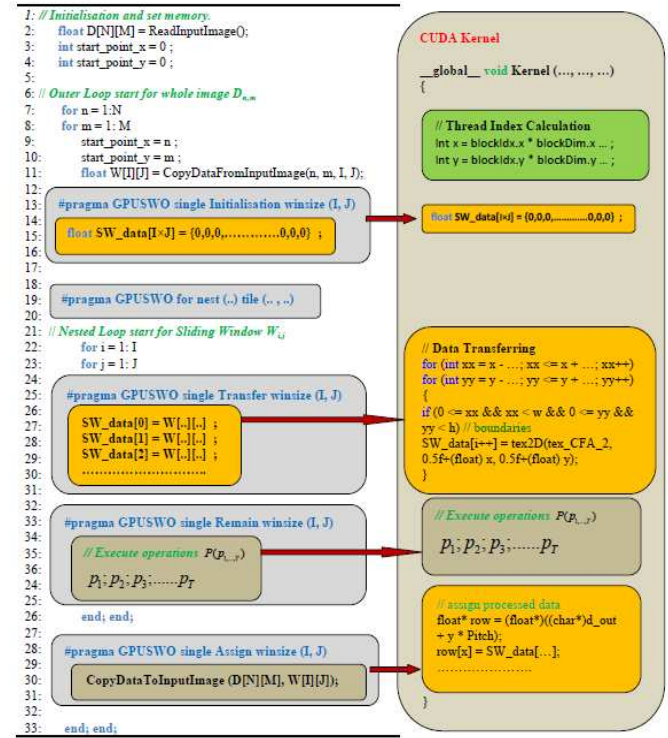 1: // Initialisation and set memory.
2: float D[N][M] = ReadInputImage();
3: int start_point_x = 0 ;
4: int start_point_y = 0 ;
5:
6: // Outer Loop start for whole image Dn,m
7: for n = 1:N
8: for m = 1: M
9: start_point_x = n ;
10: start_point_y = m ;
11: float W[I][J] = CopyDataFromInputImage(n, m, I, J);
12:
13: #pragma GPUSWO single Initialisation winsize (I, J)
14:
15: float SW_data[I×J] = {0,0,0,.............0,0,0} ;
16:
17:
18:
19: #pragma GPUSWO for nest (..) tile (.. , ..)
20:
21: // Nested Loop start for Sliding Window Wi,j
22: for i = 1: I
23: for j = 1: J
24:
25: #pragma GPUSWO single Transfer winsize (I, J)
26:
27: SW_data[0] = W[..][..] ;
28: SW_data[1] = W[..][..] ;
29: SW_data[2] = W[..][..] ;
30: ................................
31:
32:
33: #pragma GPUSWO single Remain winsize (I, J)
34:
35: // Execute operations P(p1,..,T)
36:
24: p1; p2; p3;......pT
25:
26: end; end;
27:
28: #pragma GPUSWO single Assign winsize (I, J)
29:
30: CopyDataToInputImage (D[N][M], W[I][J]);
31:
32:
33: end; end;
CUDA Kernel
__global__ void Kernel (..., ..., ...)
{
// Thread Index Calculation
Int x = blockIdx.x * blockDim.x ... ;
Int y = blockIdx.y * blockDim.y ... ;
float SW_data[I×J] = {0,0,0,.............0,0,0} ;
// Data Transferring
for (int xx = x - ...; xx <= x + ...; xx++)
for (int yy = y - ...; yy <= y + ...; yy++)
{
if (0 <= xx && xx < w && 0 <= yy &&
yy < h) // boundaries
SW_data[i++] = tex2D(tex_CFA_2,
0.5f+(float) x, 0.5f+(float) y);
}
// Execute operations P(p1,..,T)
p1; p2; p3;......pT
// assign processed data
float* row = (float*)((char*)d_out
+ y * Pitch);
row[x] = SW_data[...];
........................
}